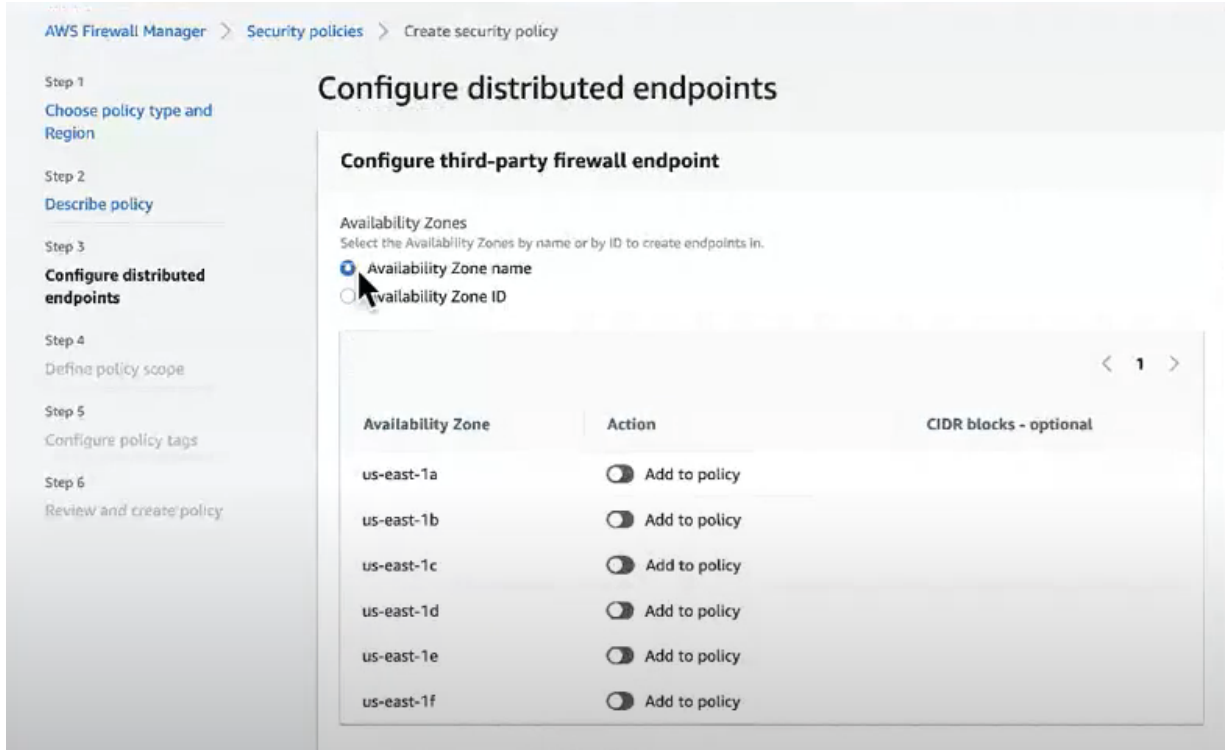 AWS Firewall Manager > Security policies > Create security policy
Step 1
Choose policy type and
Region
Step 2
Describe policy
Step 3
Configure distributed
endpoints
Step 4
Define policy scope
Step 5
Configure policy tags
Step 6
Review and create policy
Configure distributed endpoints
Configure third-party firewall endpoint
Availability Zones
Select the Availability Zones by name or by ID to create endpoints in.
Availability Zone name
vailability Zone ID
< 1 >
Availability Zone Action CIDR blocks - optional
us-east-1a Add to policy
us-east-1b Add to policy
us-east-1c Add to policy
us-east-1d Add to policy
us-east-1e Add to policy
us-east-1f Add to policy